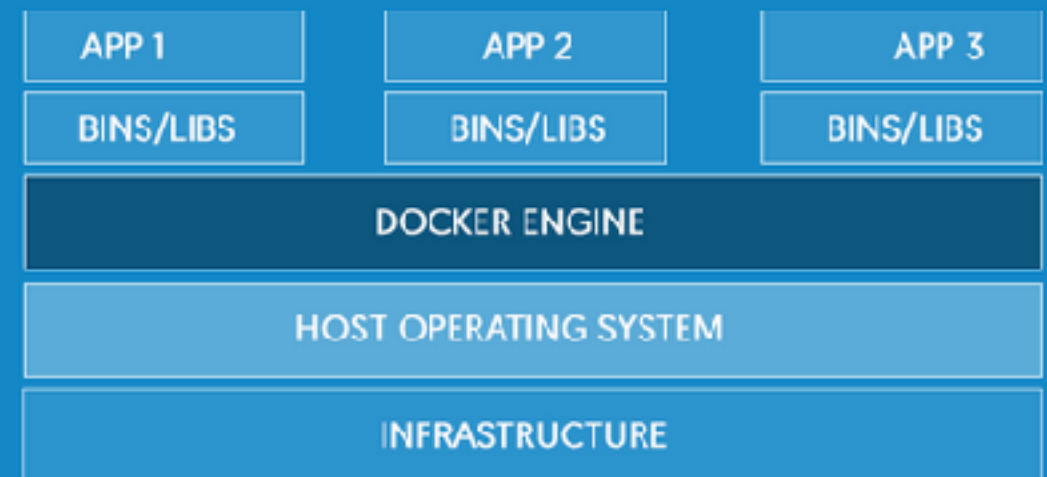 APP 1
APP 2
APP 3
BINS/LIBS
BINS/LIBS
BINS/LIBS
DOCKER ENGINE
HOST OPERATING SYSTEM
INFRASTRUCTURE